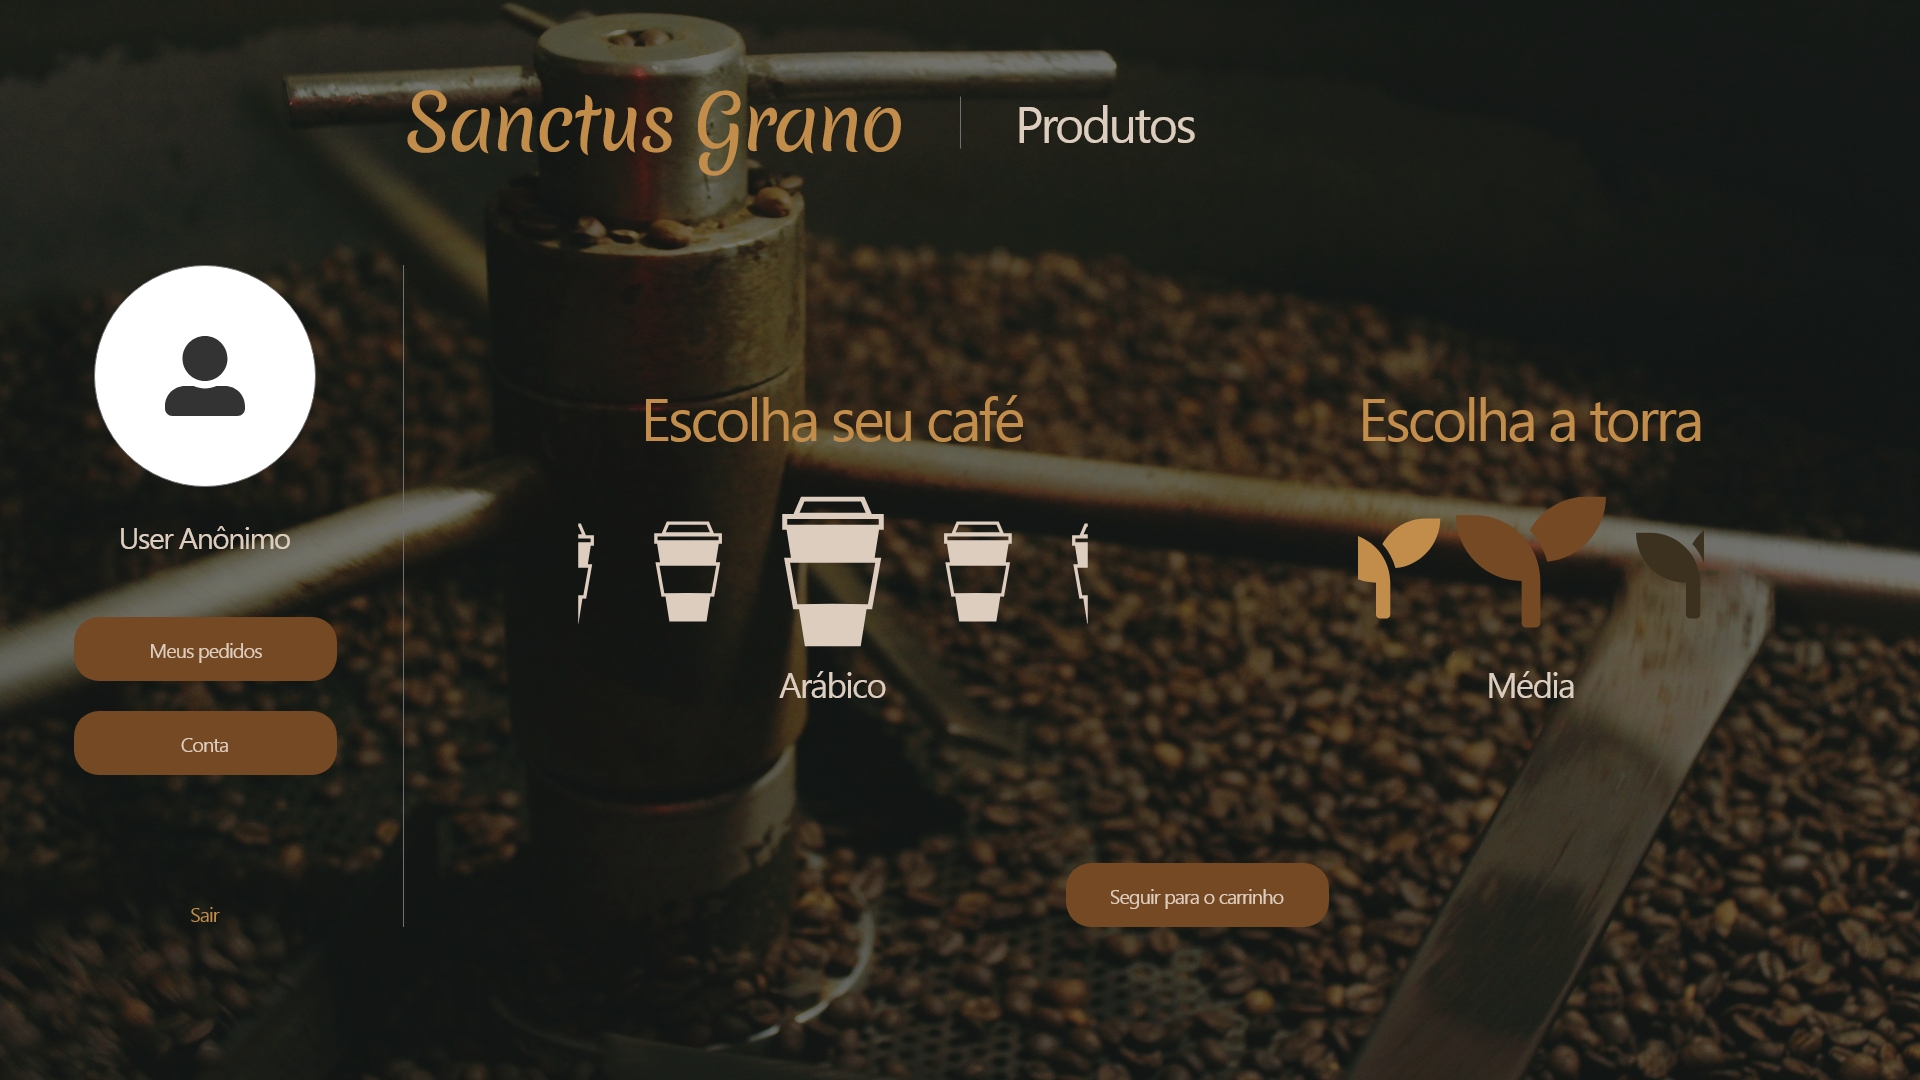 Sanctus Grano
Produtos
User Anônimo
Meus pedidos
Conta
Sair
Escolha seu café
Arábico
Escolha a torra
Média
Seguir para o carrinho